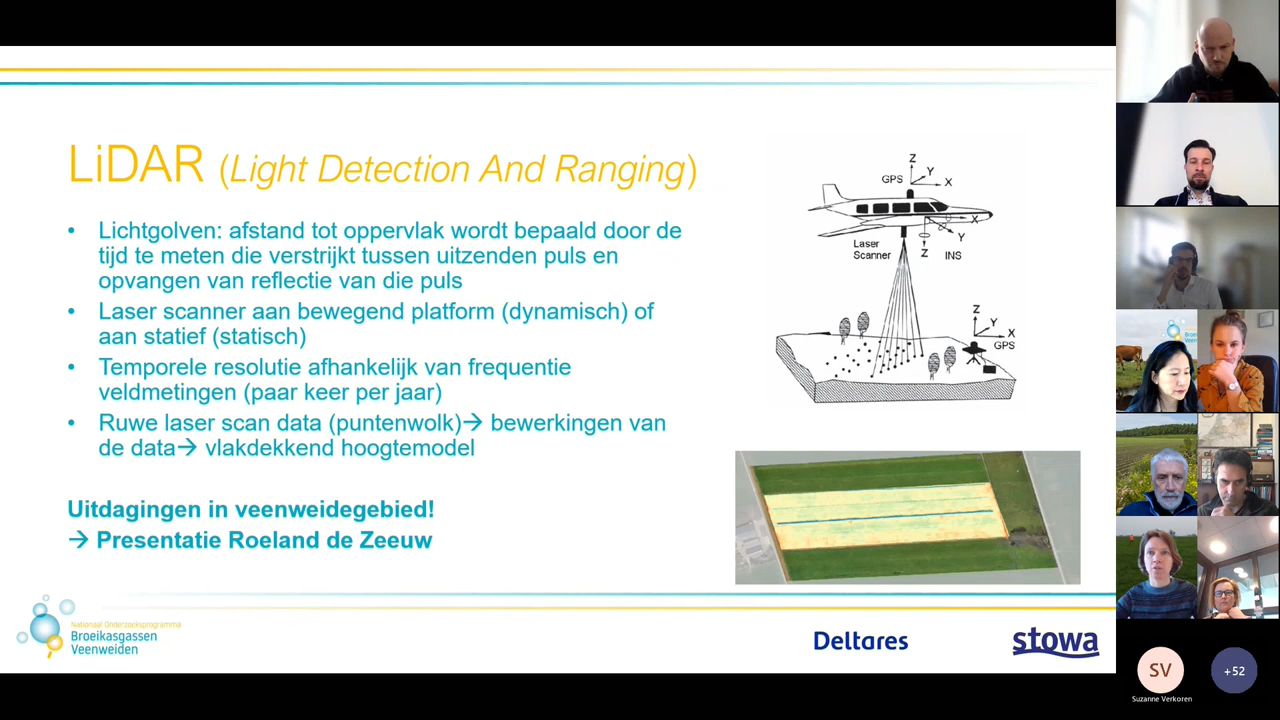 LiDAR (Light Detection And Ranging)
• Lichtgolven: afstand tot oppervlak wordt bepaald door de
tijd te meten die verstrijkt tussen uitzenden puls en
opvangen van reflectie van die puls
• Laser scanner aan bewegend platform (dynamisch) of
aan statief (statisch)
• Temporele resolutie afhankelijk van frequentie
veldmetingen (paar keer per jaar)
• Ruwe laser scan data (puntenwolk)→ bewerkingen van
de data→ vlakdekkend hoogtemodel
Uitdagingen in veenweidegebied!
→ Presentatie Roeland de Zeeuw
Z
Y
GPS
X
X
Y
Laser
Scanner
Z
INS
Z
Y
X
GPS
Nationaal Onderzoeksprogramma
Broeikasgassen
Veenweiden
Deltares
stowa
SV
+52
Suzanne Verkoren